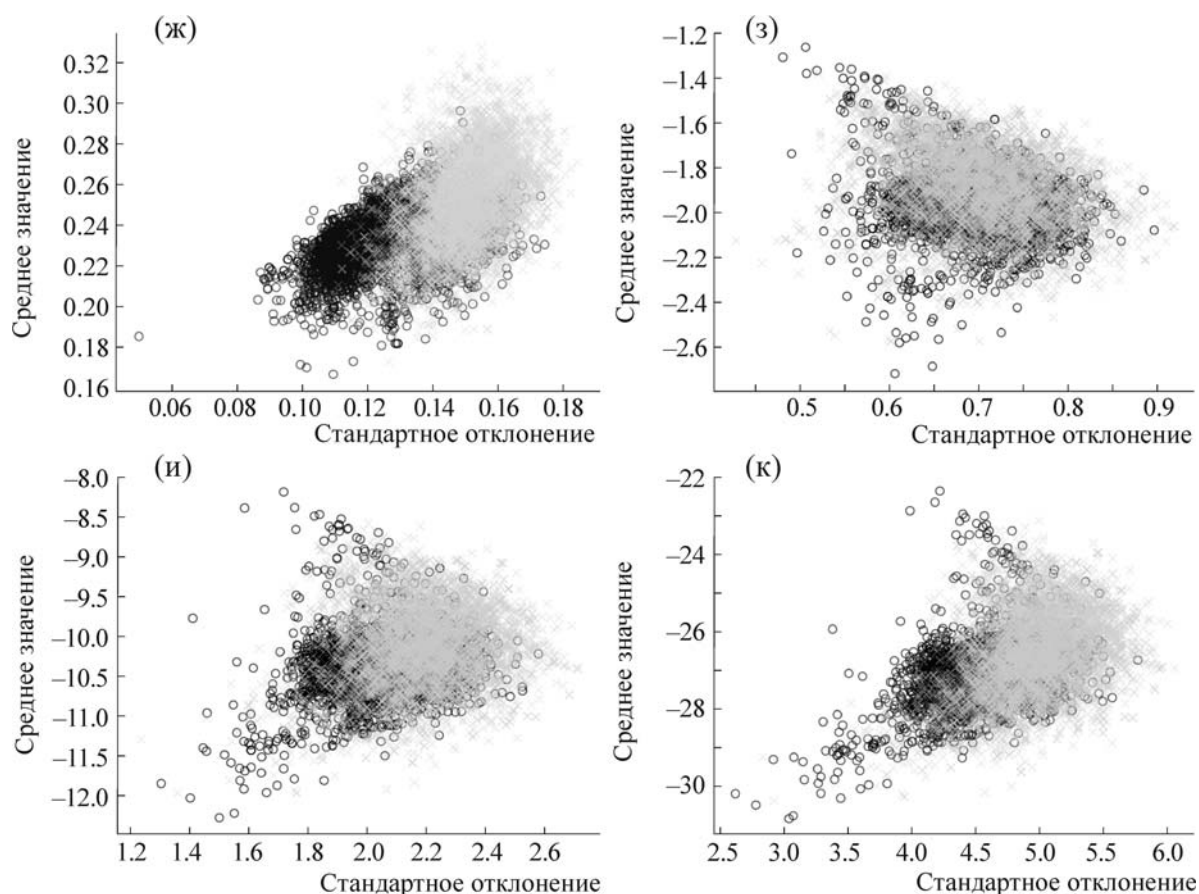 (ж)
0.32
0.30
0.28
0.26
0.24
0.22
0.20
0.18
0.16
Среднее значение
0.06 0.08 0.10 0.12 0.14 0.16 0.18
Стандартное отклонение
(з)
–1.2
–1.4
–1.6
–1.8
–2.0
–2.2
–2.4
–2.6
Среднее значение
0.5 0.6 0.7 0.8 0.9
Стандартное отклонение
(и)
–8.0
–8.5
–9.0
–9.5
–10.0
–10.5
–11.0
–11.5
–12.0
Среднее значение
1.2 1.4 1.6 1.8 2.0 2.2 2.4 2.6
Стандартное отклонение
(к)
–22
–24
–26
–28
–30
Среднее значение
2.5 3.0 3.5 4.0 4.5 5.0 5.5 6.0
Стандартное отклонение